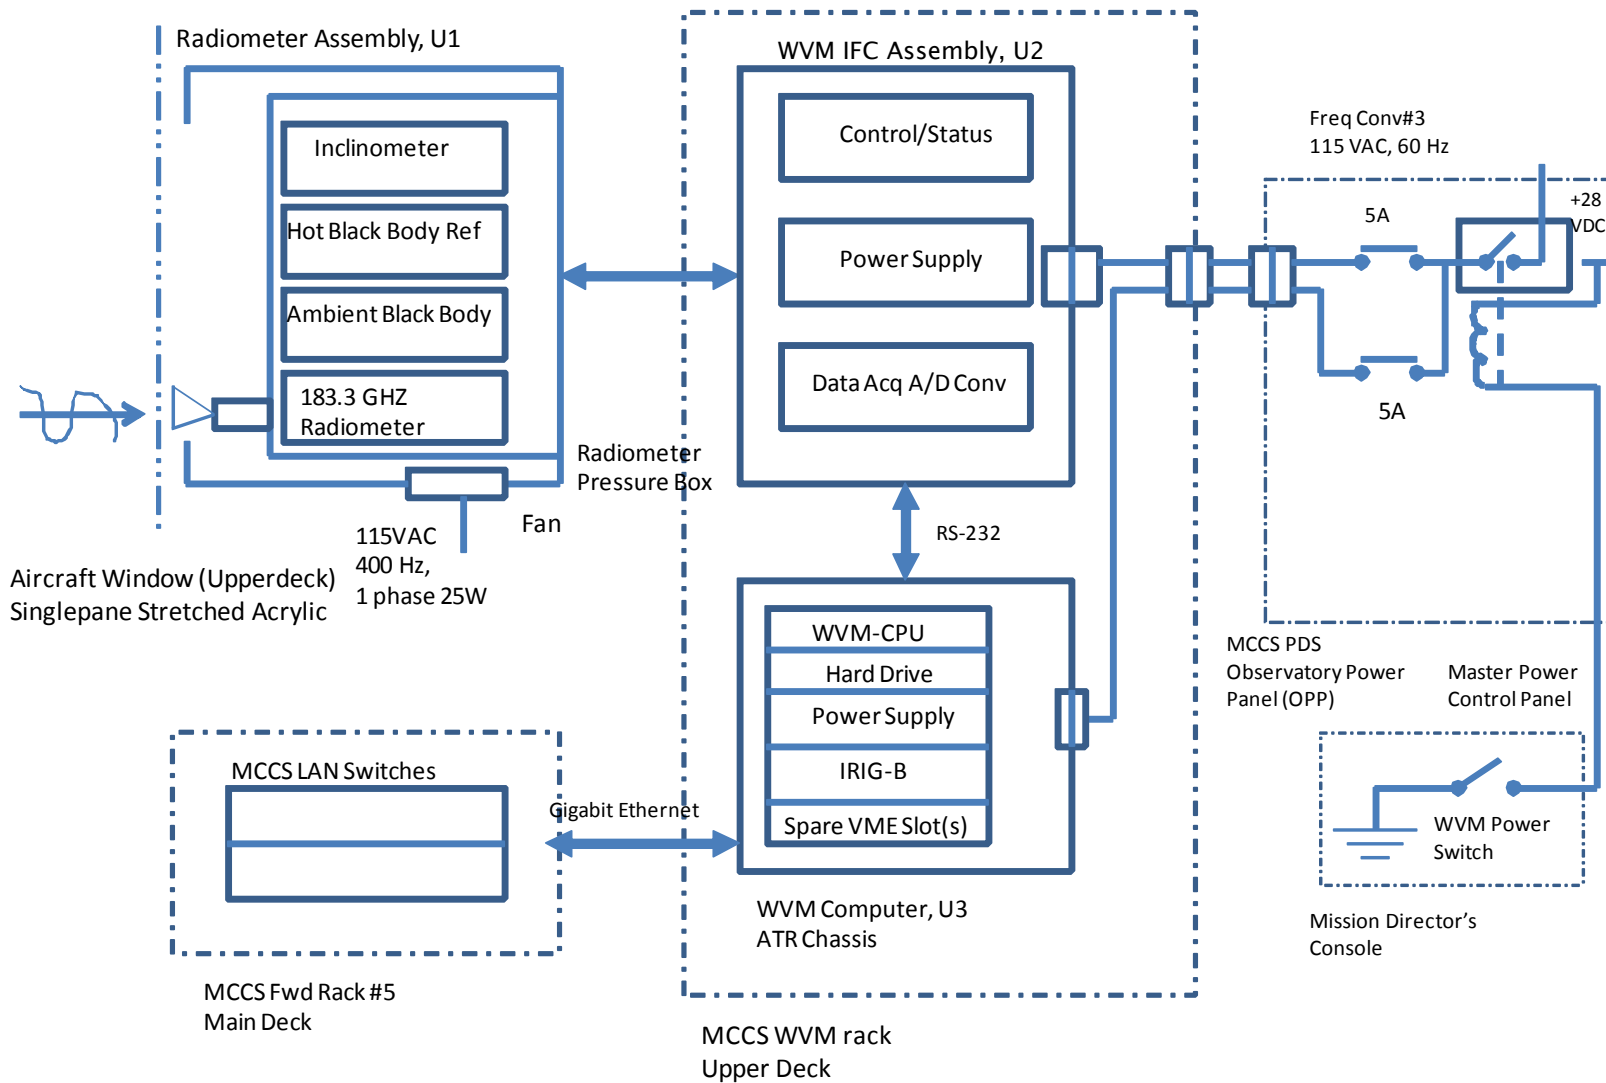 Radiometer Assembly, U1
Inclinometer
Hot Black Body Ref
Ambient Black Body
183.3 GHZ
Radiometer
Radiometer
Pressure Box
Fan
115VAC
400 Hz,
1 phase 25W
Aircraft Window (Upperdeck)
Singlepane Stretched Acrylic
WVM IFC Assembly, U2
Control/Status
Power Supply
Data Acq A/D Conv
RS-232
WVM-CPU
Hard Drive
Power Supply
IRIG-B
Spare VME Slot(s)
WVM Computer, U3
ATR Chassis
MCCS WVM rack
Upper Deck
MCCS LAN Switches
Gigabit Ethernet
MCCS Fwd Rack #5
Main Deck
Freq Conv#3
115 VAC, 60 Hz
+28
VDC
5A
5A
MCCS PDS
Observatory Power
Panel (OPP)
Master Power
Control Panel
WVM Power
Switch
Mission Director's
Console